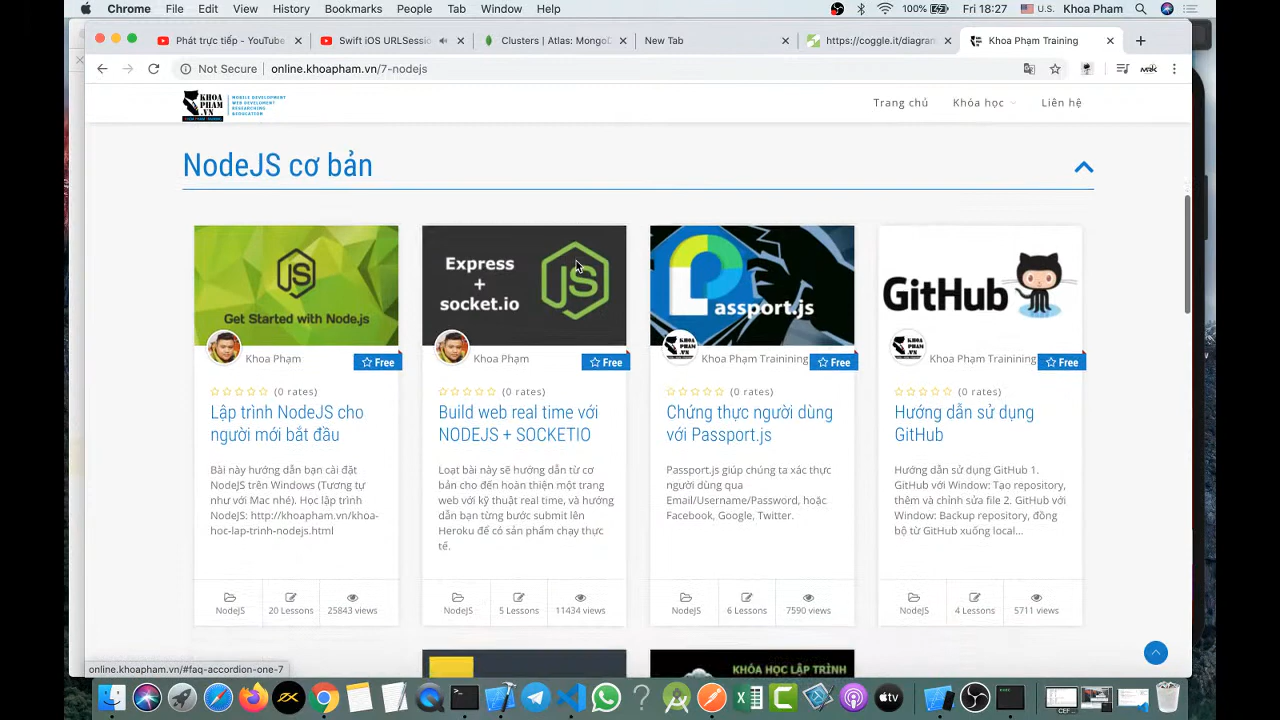 Chrome File Edit View History Bookmarks People Tab Window Help 100% Fri 18:27 U.S. Khoa Pham
Phát trực tiếp - YouTube Swift iOS URLSessio Clusters | Atlas: MongoD New Tab https://coggle.it/diagram Khoa Phạm Training
Not Secure online.khoapham.vn/7-nodejs
KHOA PHAM .VN
MOBILE DEVELOPMENT
WEB DEVELOPMENT
RESEARCHING
&EDUCATION
Trang chủ Khóa học Liên hệ
NodeJS cơ bản
JS
Get Started with Node.js
Express + socket.io
JS
Passport.js
GitHub
Khoa Phạm Free
Khoa Phạm Free
Khoa Phạm Trainining Free
Khoa Phạm Trainining Free
(0 rates)
Lập trình NodeJS cho
người mới bắt đầu
Bài này hướng dẫn bạn cài đặt
NodeJS trên Windows (Tương tự
như với Mac nhé). Học lập trình
NodeJS: http://khoapham.vn/khoa-
hoc-lap-trinh-nodejs.html
NodeJS 20 Lessons 25843 views
(0 rates)
Build web real time với
NODEJS + SOCKETIO
Loạt bài này sẽ hướng dẫn từ cơ
bản cho đến hoàn thiện một trang
web với kỹ thuật real time, và hướng
dẫn bạn từng bước submit lên
Heroku để có sản phẩm chạy thực
tế.
NodeJS 5 Lessons 11434 views
(0 rates)
Chứng thực người dùng
với Passport.js
Passport.js giúp chúng ta xác thực
người dùng qua
Email/Username/Password, hoặc
Facebook, Google, Twitter.
NodeJS 6 Lessons 7590 views
(0 rates)
Hướng dẫn sử dụng
GitHub
Hướng dẫn sử dụng GitHub 1.
GitHub với Window: Tạo repository,
thêm và chỉnh sửa file 2. GitHub với
Window: Backup repository, đồng
bộ từ GitHub xuống local...
NodeJS 4 Lessons 5711 views
KHÓA HỌC LẬP TRÌNH
online.khoapham.vn/#faq-accordion-one-7
tv